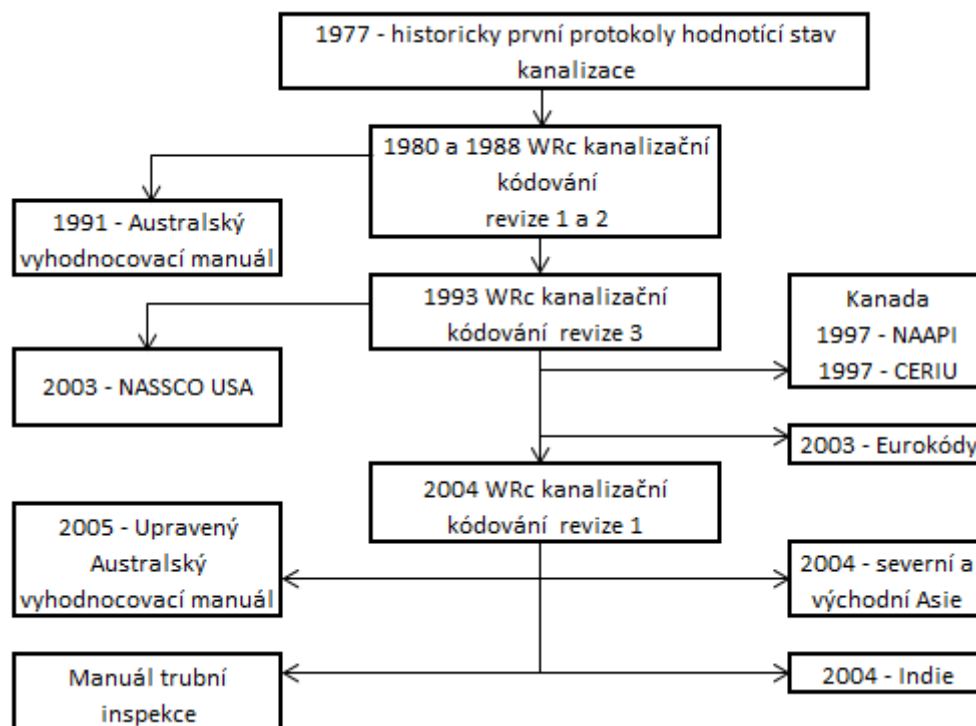 1977 - historicky první protokoly hodnotící stav
kanalizace
1980 a 1988 WRc kanalizační
kódování
revize 1 a 2
1991 - Australský
vyhodnocovací manuál
1993 WRc kanalizační
kódování revize 3
Kanada
1997 - NAAPI
1997 - CERIU
2003 - NASSCO USA
2003 - Eurokódy
2004 WRc kanalizační
kódování revize 1
2005 - Upravený
Australský
vyhodnocovací manuál
2004 - severní a
východní Asie
Manuál trubní
inspekce
2004 - Indie